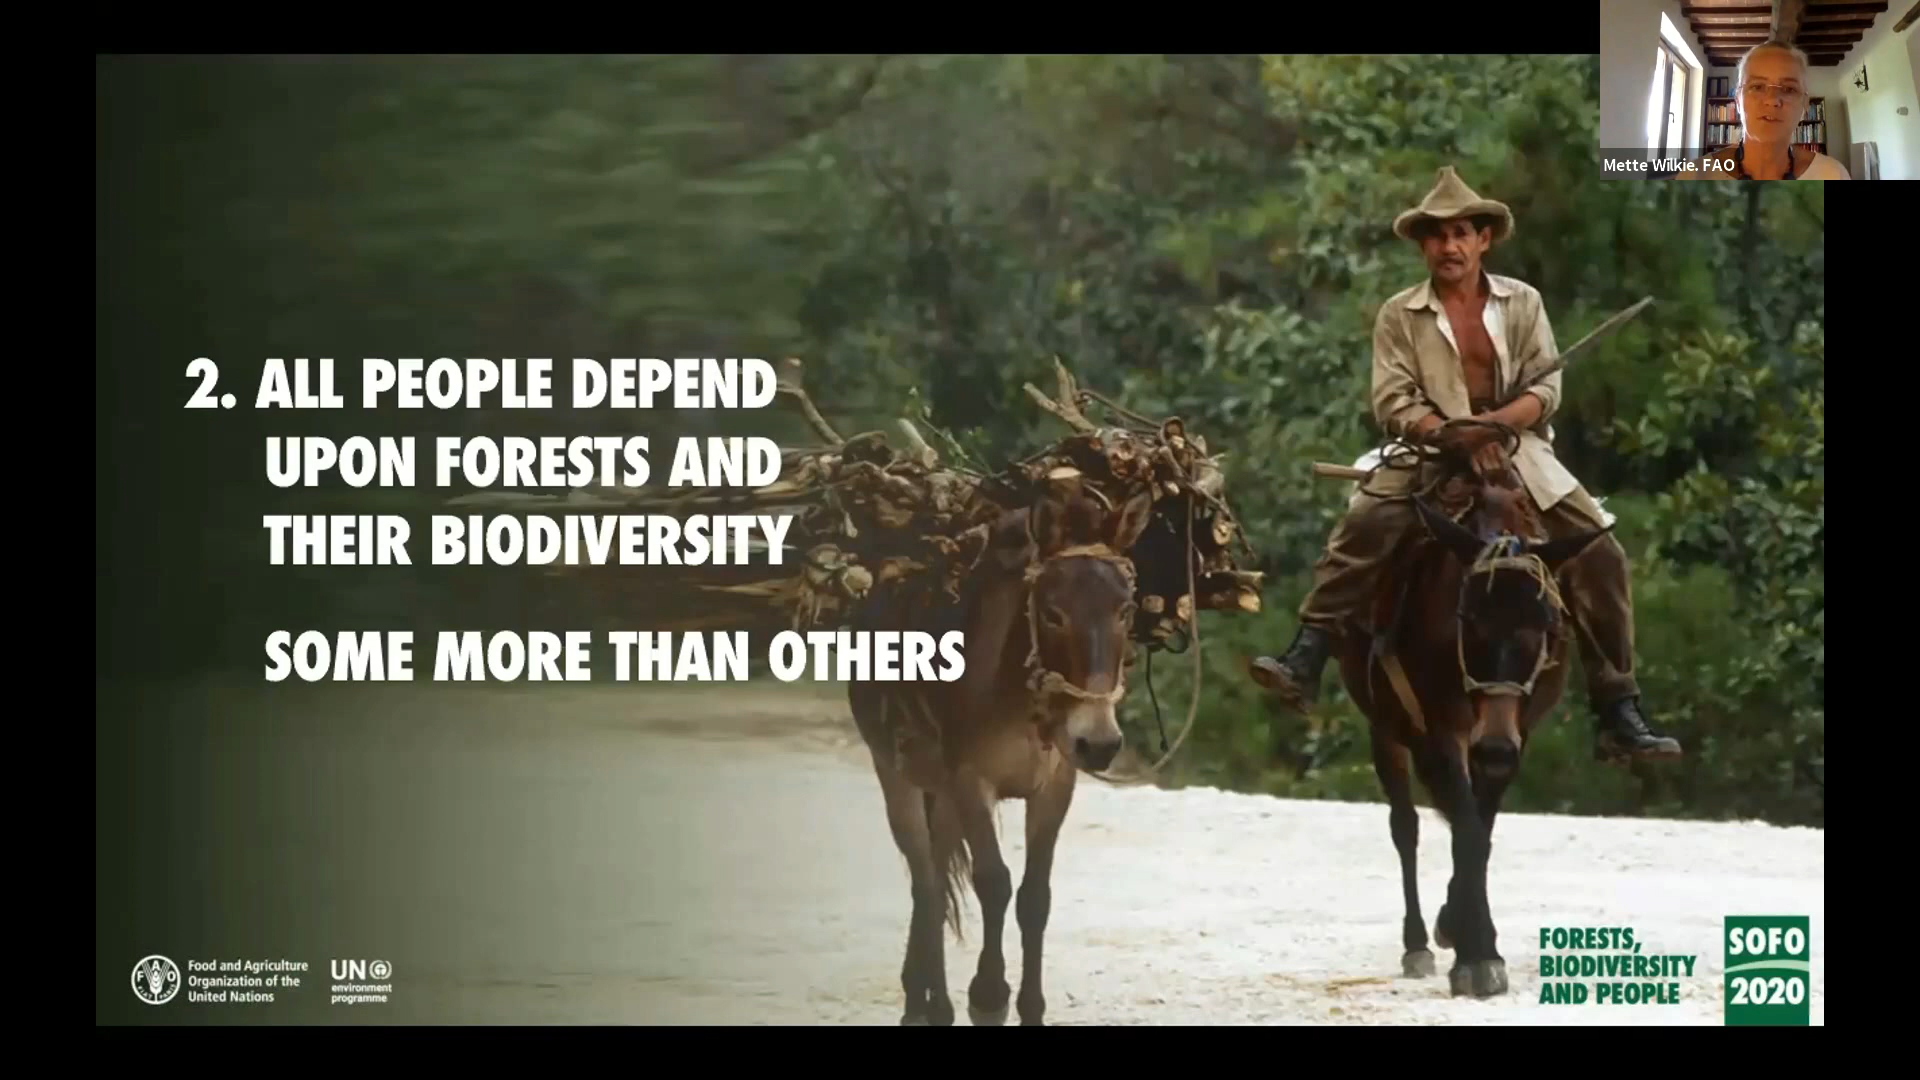 Mette Wilkie. FAO
2. ALL PEOPLE DEPEND
UPON FORESTS AND
THEIR BIODIVERSITY
SOME MORE THAN OTHERS
Food and Agriculture
Organization of the
United Nations
UN
environment
programme
FORESTS,
BIODIVERSITY
AND PEOPLE
SOFO
2020